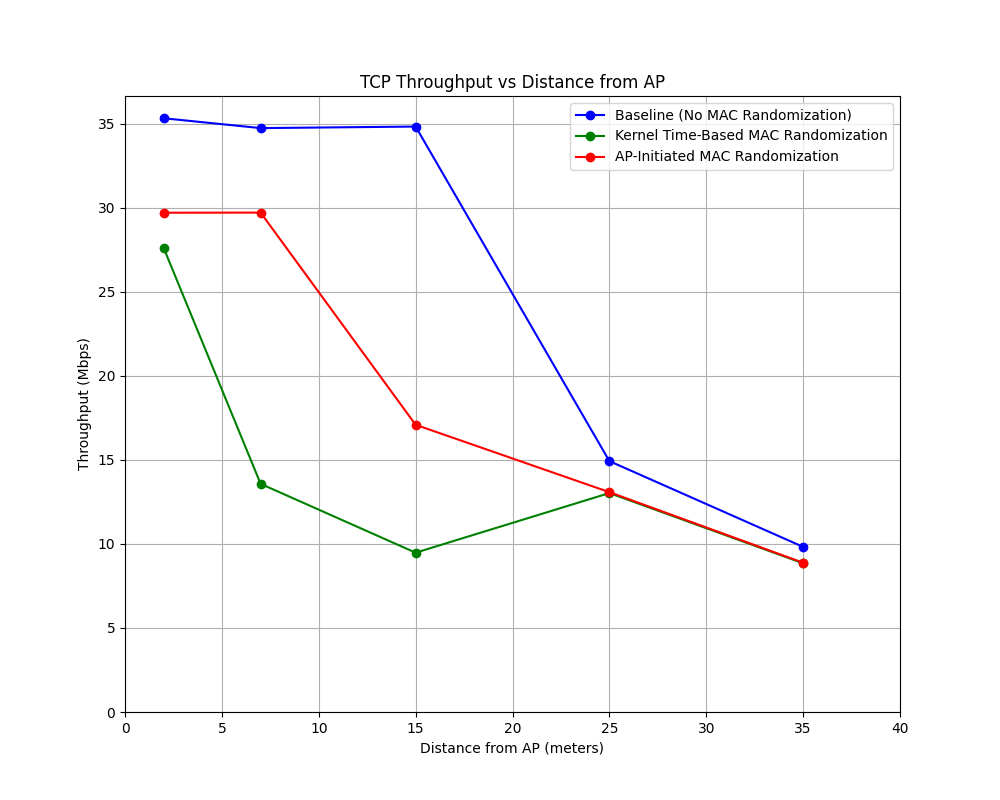 TCP Throughput vs Distance from AP
Baseline (No MAC Randomization)
Kernel Time-Based MAC Randomization
AP-Initiated MAC Randomization
Throughput (Mbps)
35
30
25
20
15
10
5
0
0 5 10 15 20 25 30 35 40
Distance from AP (meters)